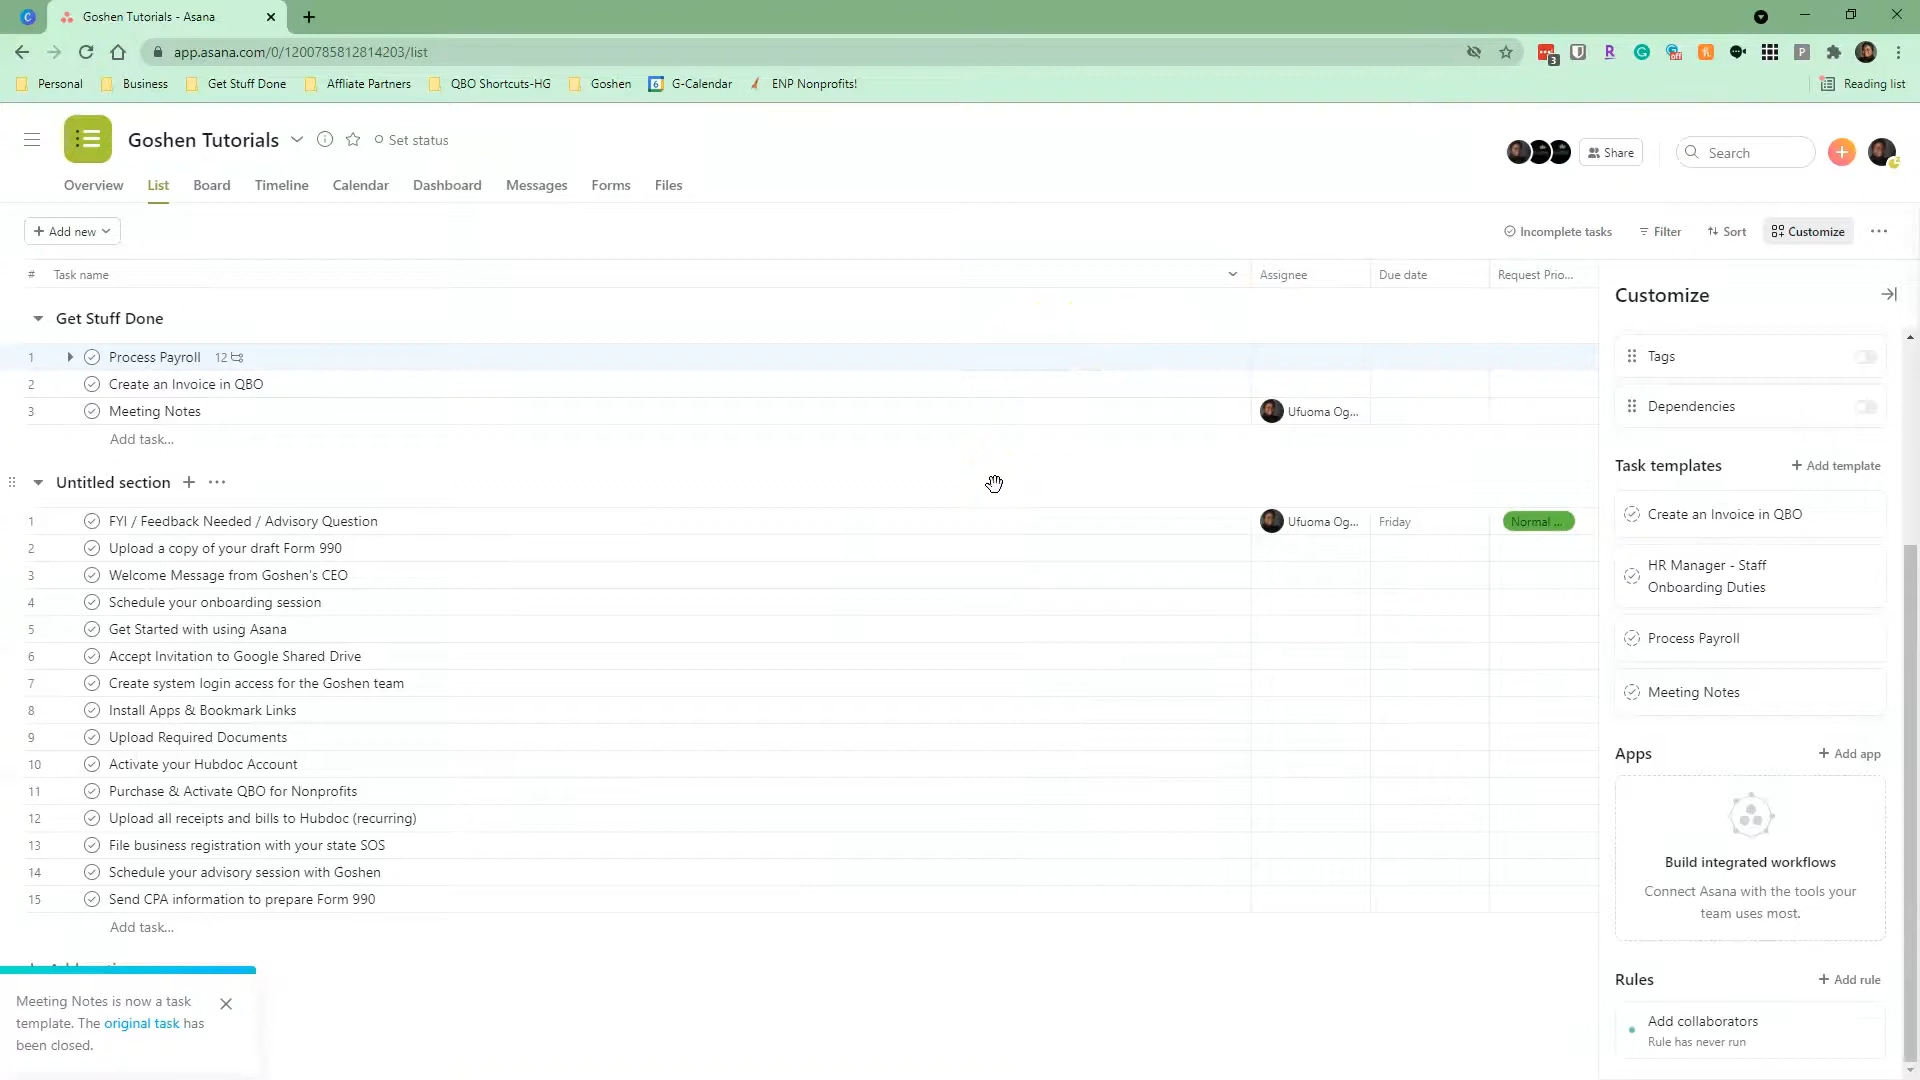 Goshen Tutorials - Asana
app.asana.com/0/1200785812814203/list
3
Personal
Business
Get Stuff Done
Affliate Partners
QBO Shortcuts-HG
Goshen
G-Calendar
ENP Nonprofits!
Reading list
Goshen Tutorials
Set status
Share
Search
Overview
List
Board
Timeline
Calendar
Dashboard
Messages
Forms
Files
+ Add new
Incomplete tasks
Filter
Sort
Customize
# Task name
Assignee
Due date
Request Prio...
Get Stuff Done
1 Process Payroll 12
2 Create an Invoice in QBO
3 Meeting Notes Ufuoma Og...
Add task...
Untitled section
1 FYI / Feedback Needed / Advisory Question Ufuoma Og... Friday Normal ...
2 Upload a copy of your draft Form 990
3 Welcome Message from Goshen's CEO
4 Schedule your onboarding session
5 Get Started with using Asana
6 Accept Invitation to Google Shared Drive
7 Create system login access for the Goshen team
8 Install Apps & Bookmark Links
9 Upload Required Documents
10 Activate your Hubdoc Account
11 Purchase & Activate QBO for Nonprofits
12 Upload all receipts and bills to Hubdoc (recurring)
13 File business registration with your state SOS
14 Schedule your advisory session with Goshen
15 Send CPA information to prepare Form 990
Add task...
Meeting Notes is now a task
template. The original task has
been closed.
Customize
Tags
Dependencies
Task templates
+ Add template
Create an Invoice in QBO
HR Manager - Staff
Onboarding Duties
Process Payroll
Meeting Notes
Apps
+ Add app
Build integrated workflows
Connect Asana with the tools your
team uses most.
Rules
+ Add rule
Add collaborators
Rule has never run